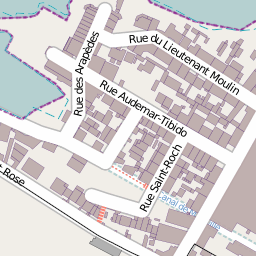 Rue du Lieutenant Moulin
Rue des Arapèdes
Rue Audemar-Tibido
Rue Saint-Roch
Rose